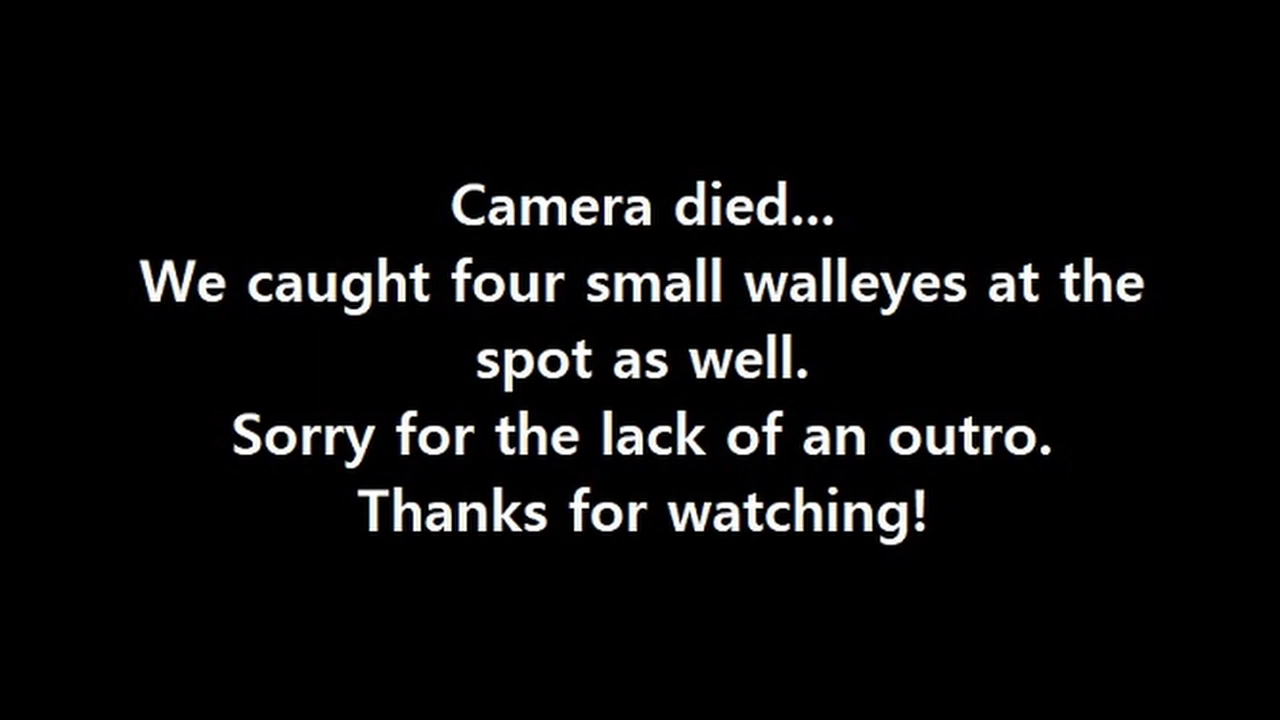 Camera died...
We caught four small walleyes at the
spot as well.
Sorry for the lack of an outro.
Thanks for watching!